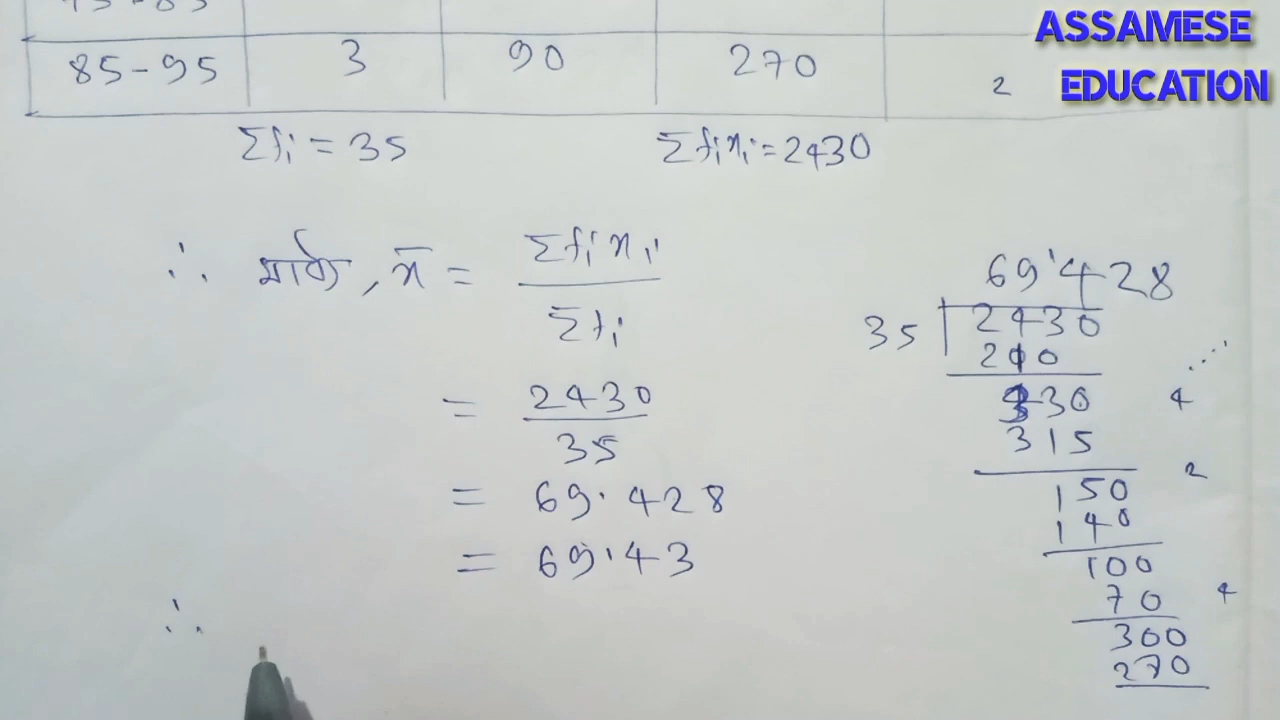 ASSAMESE
EDUCATION
85-95 3 90 270 2
Σfi = 35 Σfixi = 2430
∴ মাধ্য, x̄ = Σfixi / Σfi
= 2430 / 35
= 69.428
= 69.43
∴
69.428
35 2430
210
330
315
150
140
100
70
300
270
4
2
4